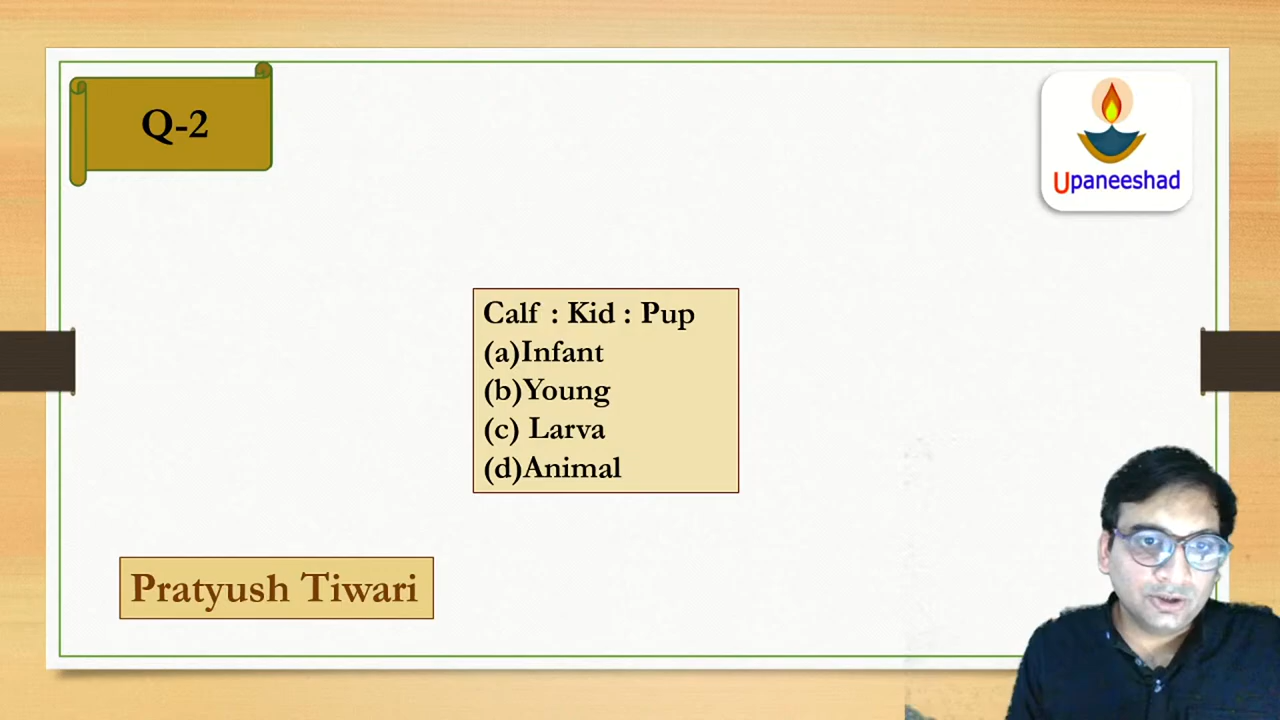 Q-2
Upaneeshad
Calf : Kid : Pup
(a)Infant
(b)Young
(c) Larva
(d)Animal
Pratyush Tiwari